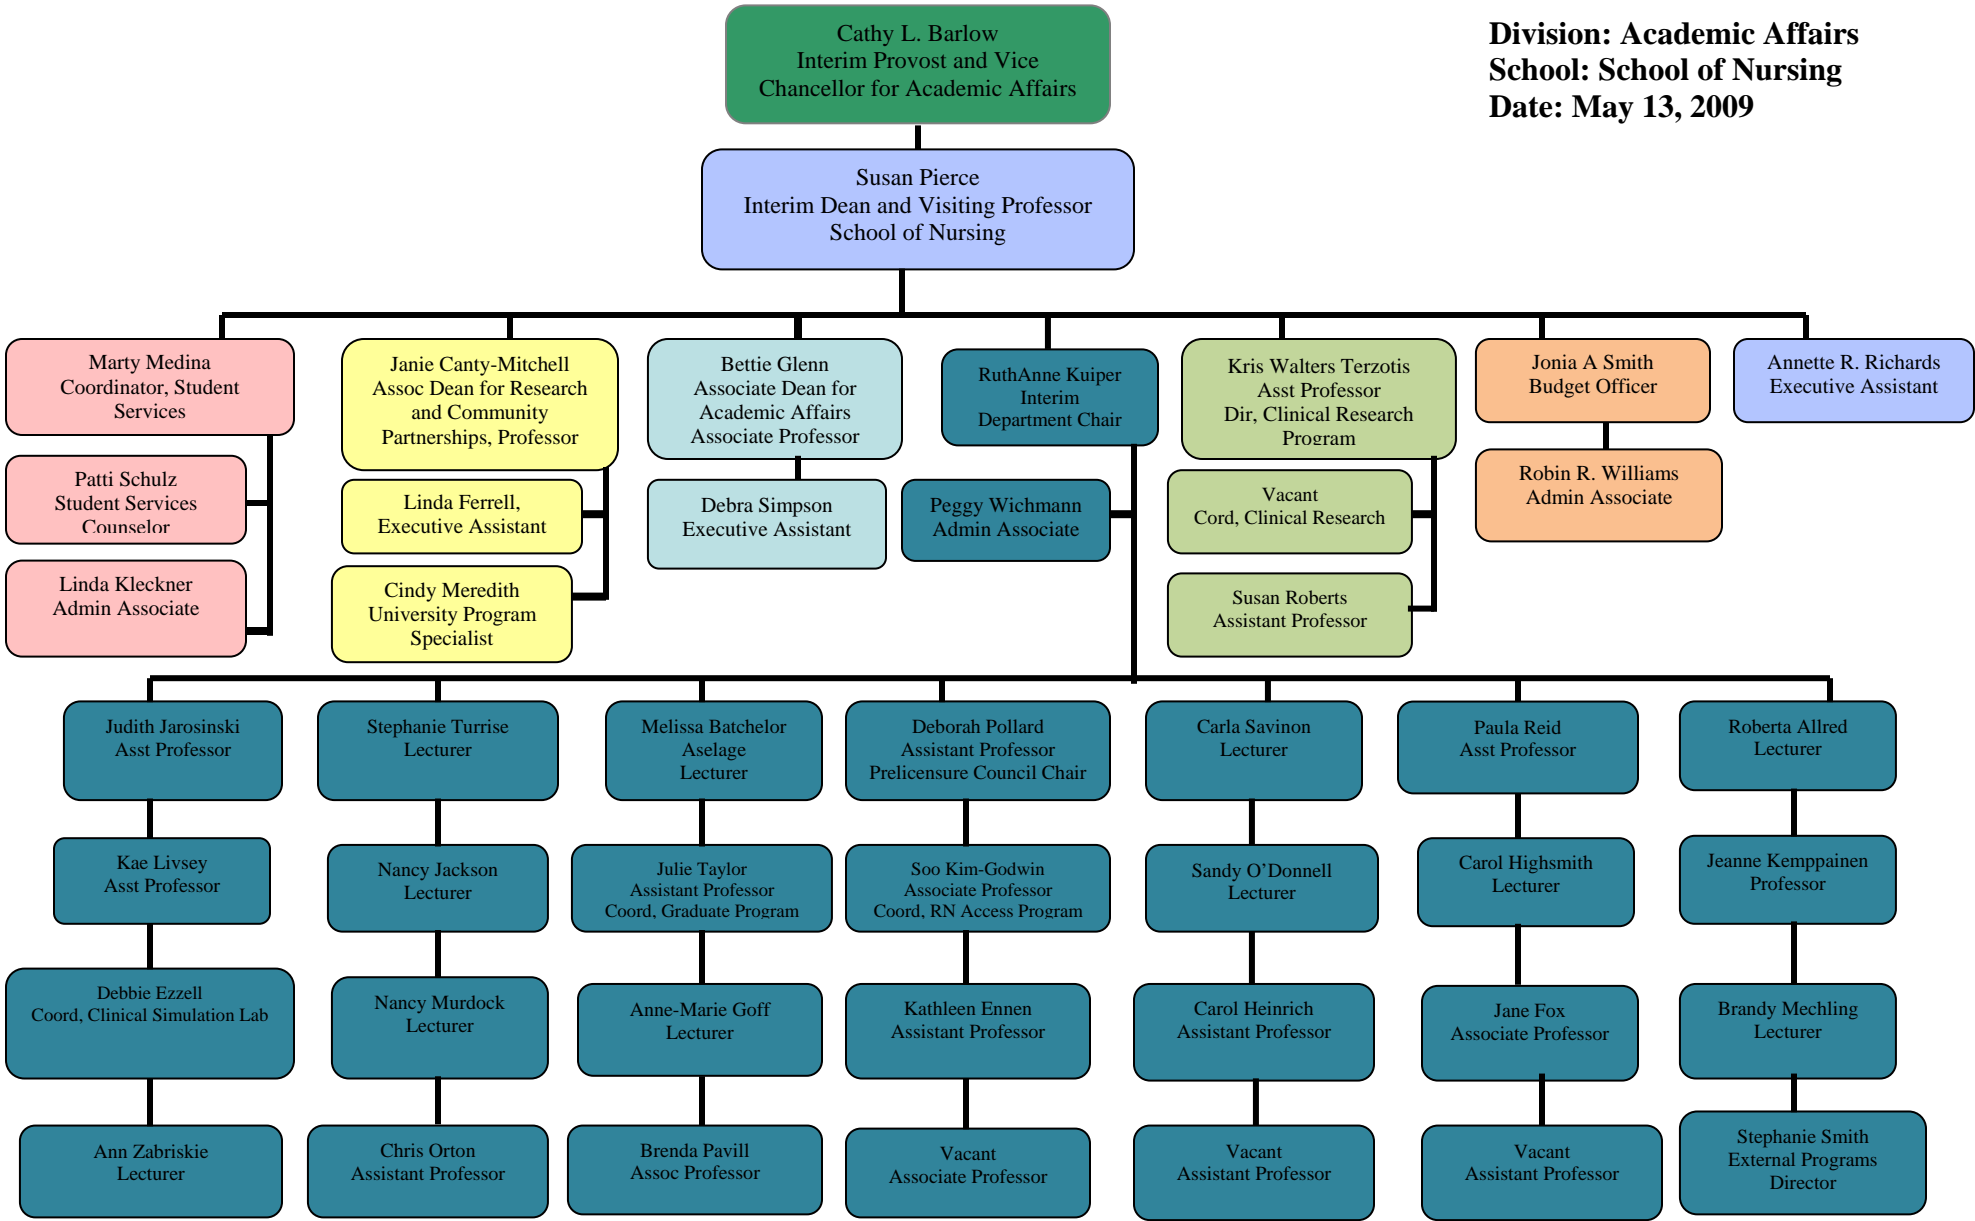 Cathy L. Barlow
Interim Provost and Vice
Chancellor for Academic Affairs
Division: Academic Affairs
School: School of Nursing
Date: May 13, 2009
Susan Pierce
Interim Dean and Visiting Professor
School of Nursing
Marty Medina
Coordinator, Student
Services
Janie Canty-Mitchell
Assoc Dean for Research
and Community
Partnerships, Professor
Bettie Glenn
Associate Dean for
Academic Affairs
Associate Professor
RuthAnne Kuiper
Interim
Department Chair
Kris Walters Terzotis
Asst Professor
Dir, Clinical Research
Program
Jonia A Smith
Budget Officer
Annette R. Richards
Executive Assistant
Patti Schulz
Student Services
Counselor
Linda Ferrell,
Executive Assistant
Debra Simpson
Executive Assistant
Peggy Wichmann
Admin Associate
Vacant
Cord, Clinical Research
Robin R. Williams
Admin Associate
Linda Kleckner
Admin Associate
Cindy Meredith
University Program
Specialist
Susan Roberts
Assistant Professor
Judith Jarosinski
Asst Professor
Stephanie Turrise
Lecturer
Melissa Batchelor
Aselage
Lecturer
Deborah Pollard
Assistant Professor
Prelicensure Council Chair
Carla Savinon
Lecturer
Paula Reid
Asst Professor
Roberta Allred
Lecturer
Kae Livsey
Asst Professor
Nancy Jackson
Lecturer
Julie Taylor
Assistant Professor
Coord, Graduate Program
Soo Kim-Godwin
Associate Professor
Coord, RN Access Program
Sandy O’Donnell
Lecturer
Carol Highsmith
Lecturer
Jeanne Kemppainen
Professor
Debbie Ezzell
Coord, Clinical Simulation Lab
Nancy Murdock
Lecturer
Anne-Marie Goff
Lecturer
Kathleen Ennen
Assistant Professor
Carol Heinrich
Assistant Professor
Jane Fox
Associate Professor
Brandy Mechling
Lecturer
Ann Zabriskie
Lecturer
Chris Orton
Assistant Professor
Brenda Pavill
Assoc Professor
Vacant
Associate Professor
Vacant
Assistant Professor
Vacant
Assistant Professor
Stephanie Smith
External Programs
Director